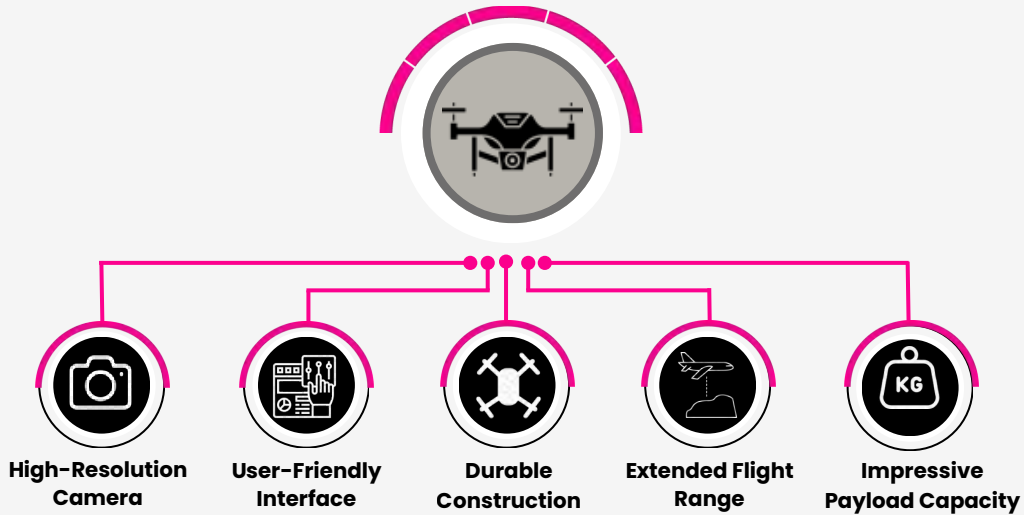 KG
High-Resolution
Camera
User-Friendly
Interface
Durable
Construction
Extended Flight
Range
Impressive
Payload Capacity